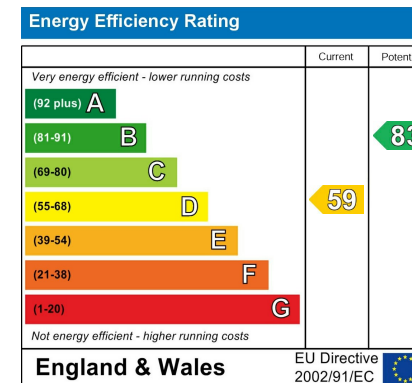 Energy Efficiency Rating
Current
Very energy efficient - lower running costs
(92 plus) A
(81-91) B
83
(69-80) C
(55-68) D
59
(39-54) E
(21-38) F
(1-20) G
Not energy efficient - higher running costs
England & Wales
EU Directive
2002/91/EC